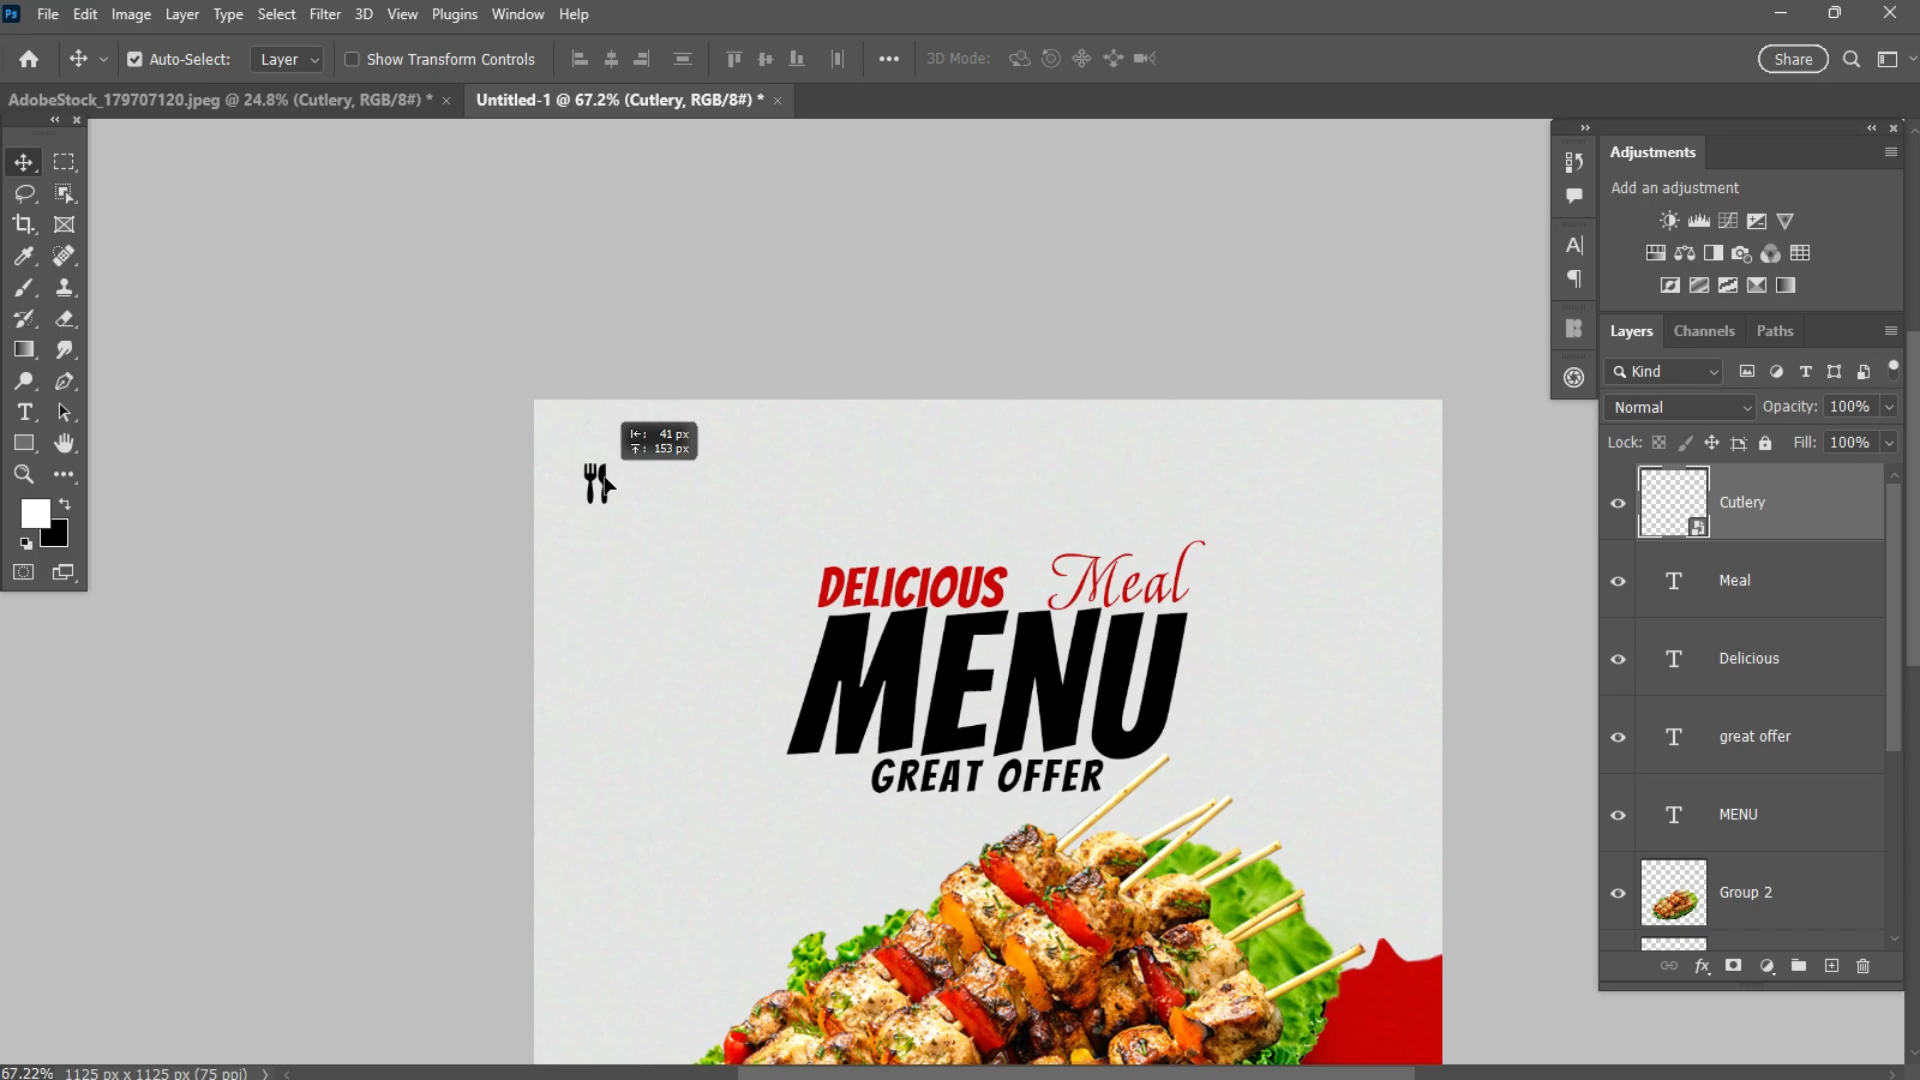 Ps File Edit Image Layer Type Select Filter 3D View Plugins Window Help
Auto-Select: Layer Show Transform Controls 3D Mode: Share
AdobeStock_179707120.jpeg @ 24.8% (Cutlery, RGB/8#) * × Untitled-1 @ 67.2% (Cutlery, RGB/8#) * ×
Adjustments
Add an adjustment
Layers Channels Paths
Kind
Normal Opacity: 100%
Lock: Fill: 100%
Cutlery
Meal
Delicious
great offer
MENU
Group 2
41 px
153 px
DELICIOUS Meal
MENU
GREAT OFFER
67.22% 1125 px x 1125 px (75 ppi)